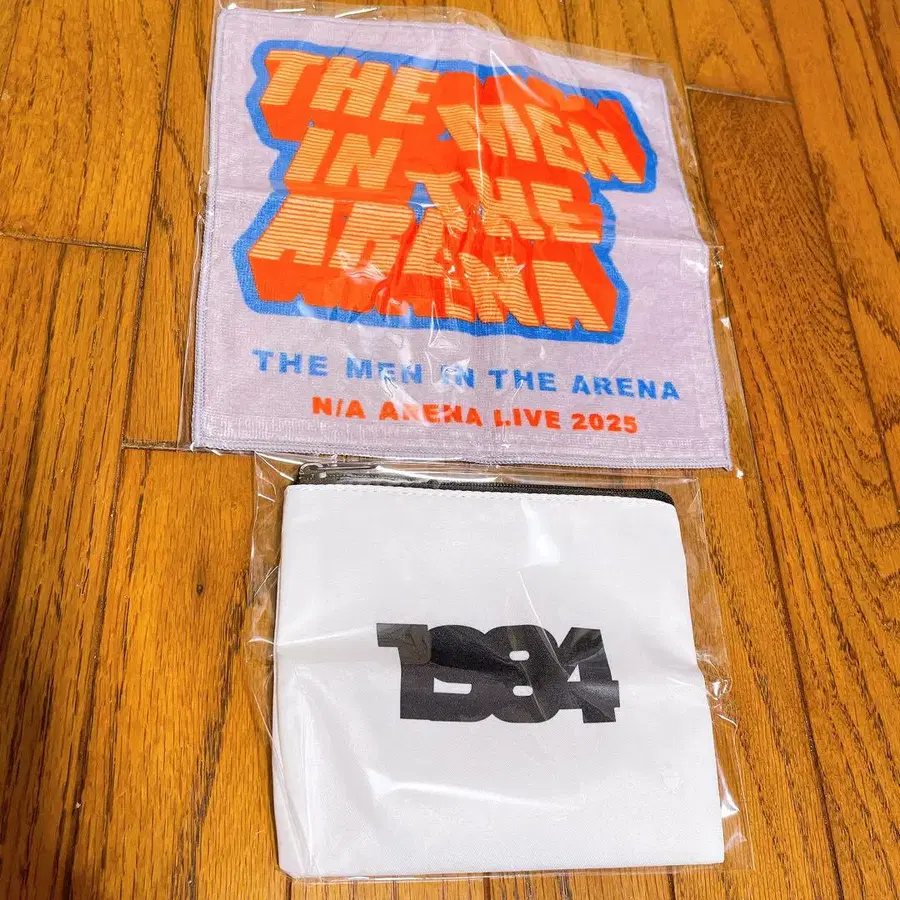 THE MEN
IN THE
ARENA
THE MEN IN THE ARENA
N/A ARENA LIVE 2025
1984